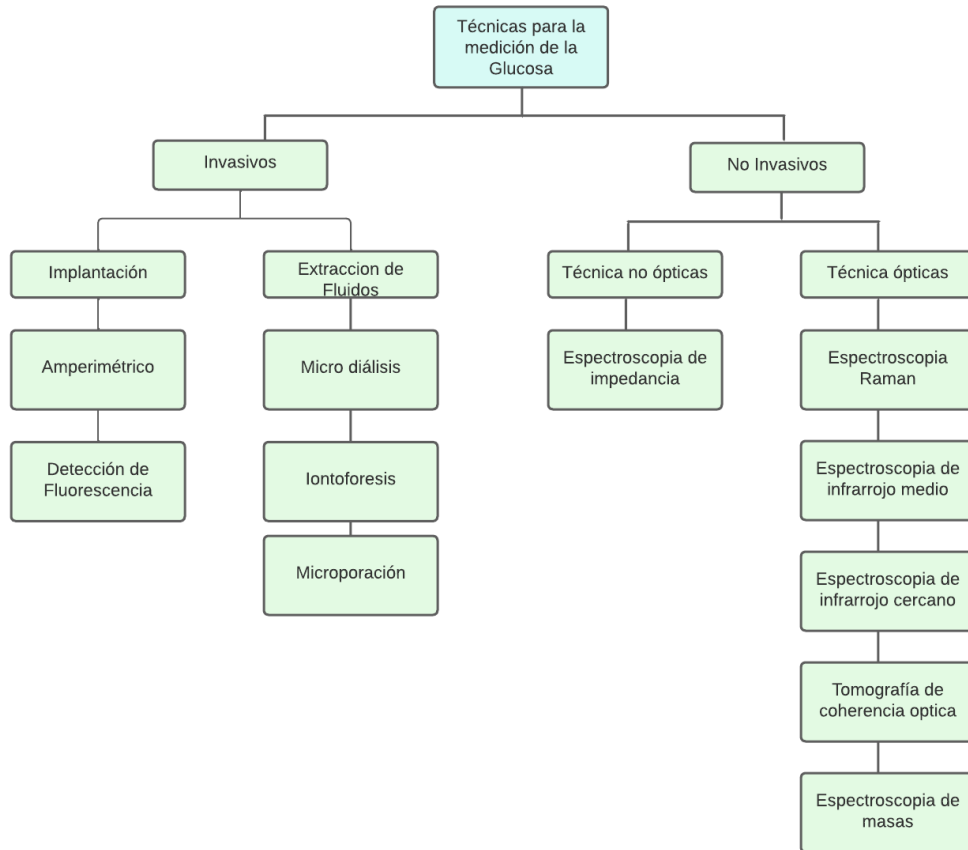 Técnicas para la
medición de la
Glucosa
Invasivos
No Invasivos
Implantación
Extraccion de
Fluidos
Técnica no ópticas
Técnica ópticas
Amperimétrico
Micro diálisis
Espectroscopia de
impedancia
Espectroscopia
Raman
Detección de
Fluorescencia
Iontoforesis
Espectroscopia de
infrarrojo medio
Microporación
Espectroscopia de
infrarrojo cercano
Tomografía de
coherencia optica
Espectroscopia de
masas